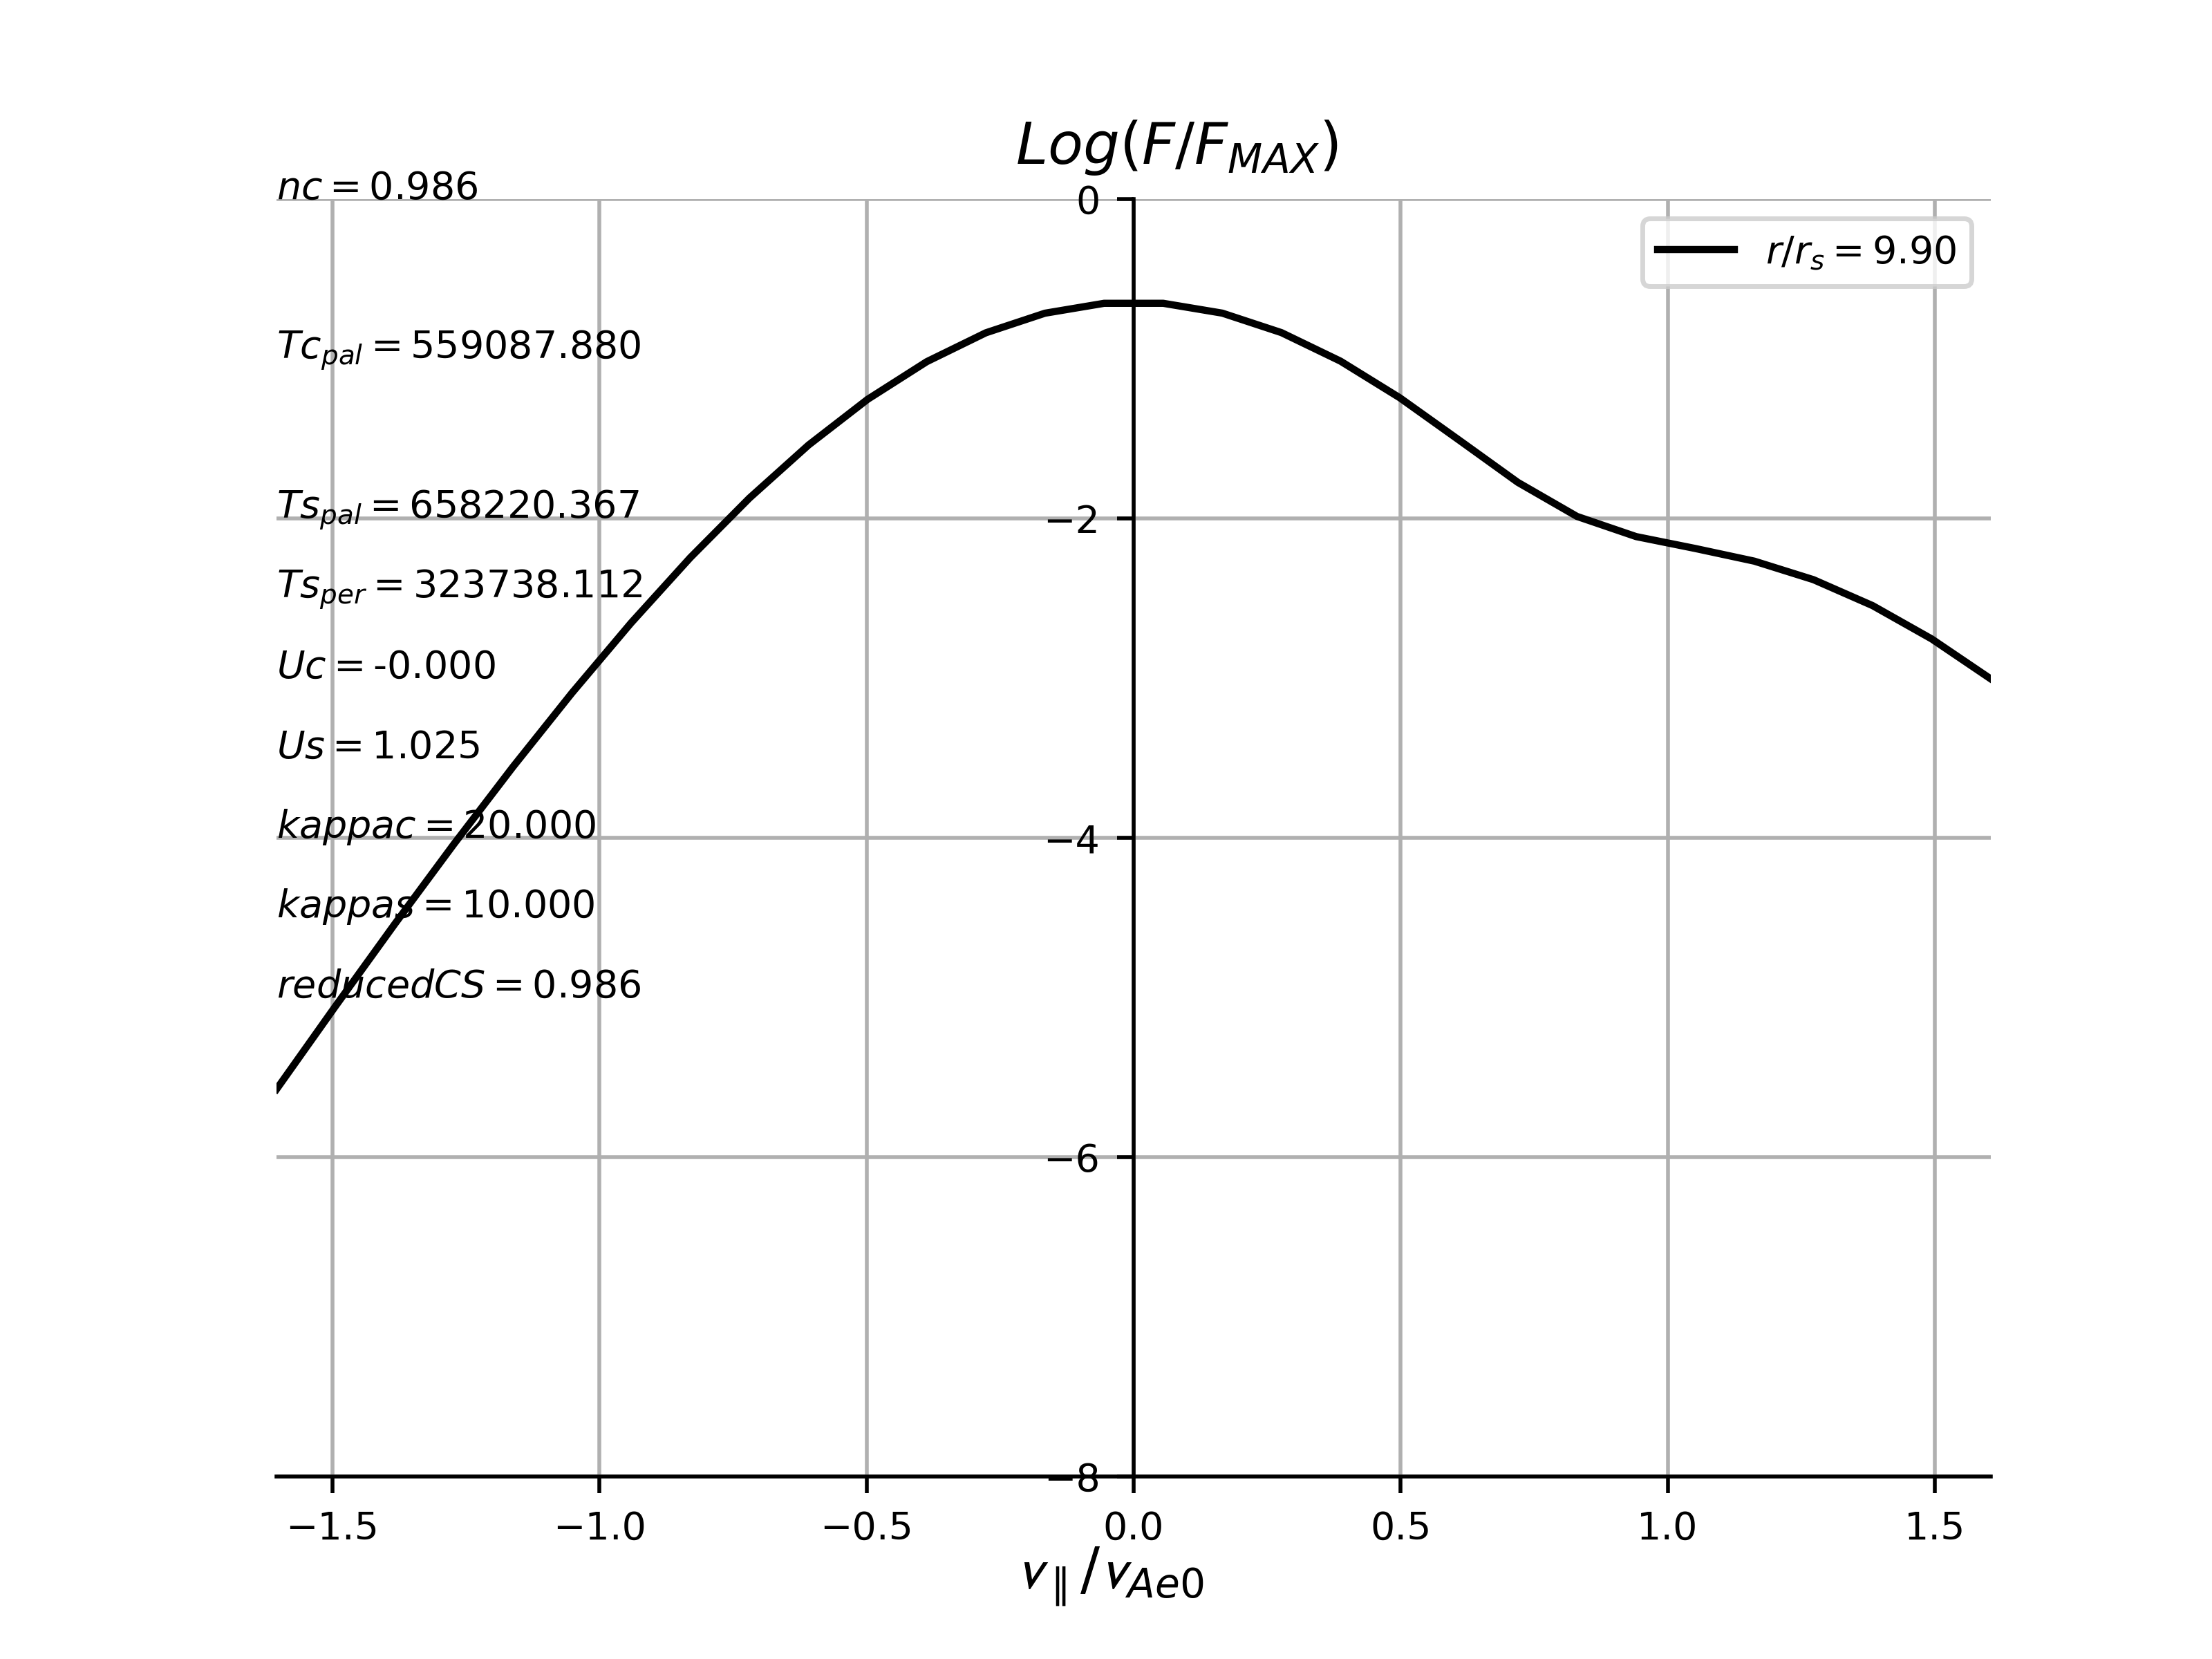 Log(F/F_MAX)
nc = 0.986
0
r/r_s = 9.90
Tc_pal = 559087.880
Ts_pal = 658220.367
−2
Ts_per = 323738.112
Uc = -0.000
Us = 1.025
kappac = 20.000
−4
kappas = 10.000
reducedCS = 0.986
−6
−8
−1.5 −1.0 −0.5 0.0 0.5 1.0 1.5
v_∥/v_Ae0